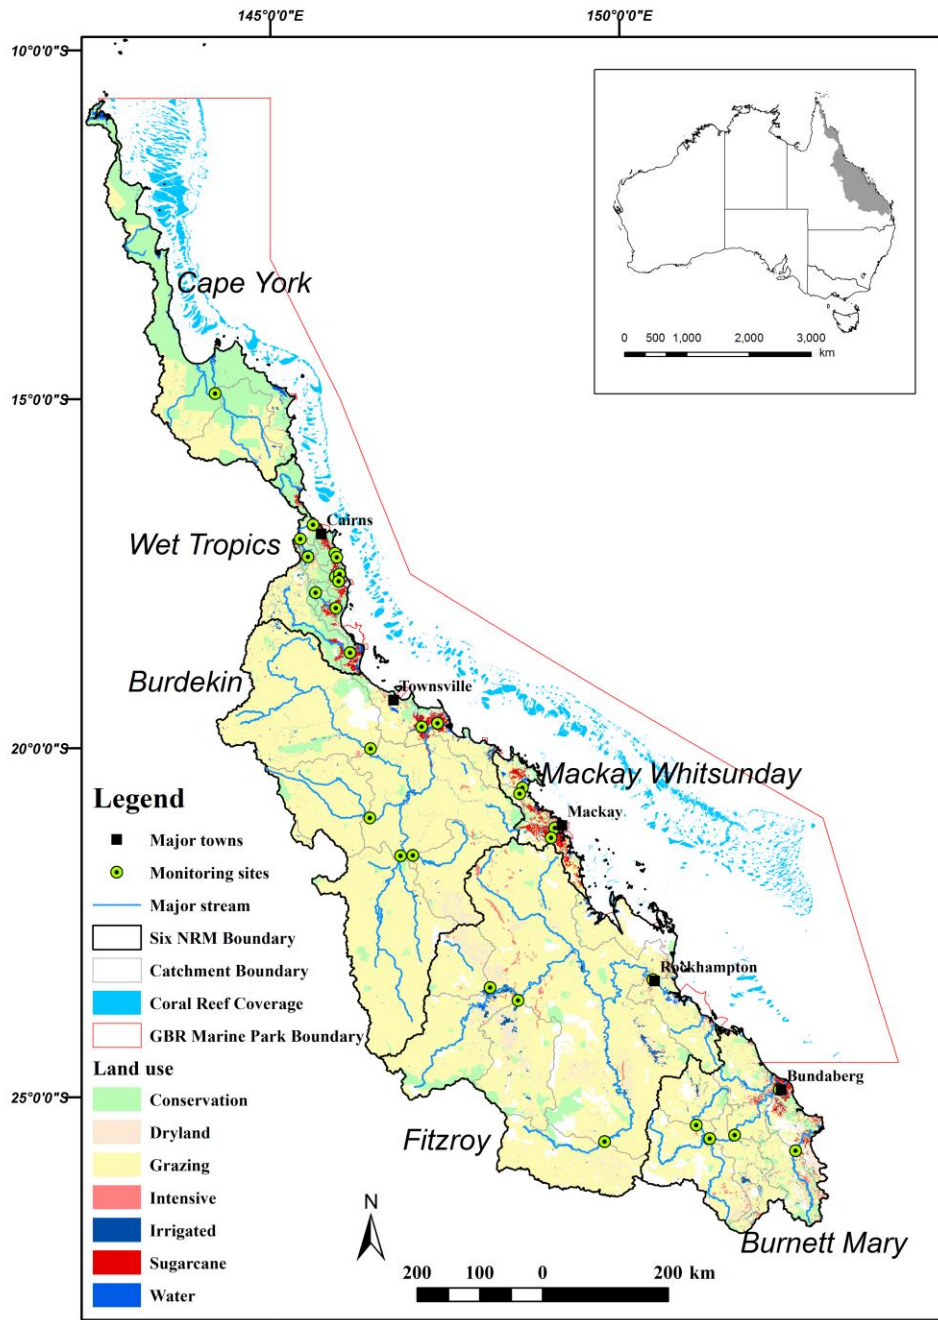 145°0'0"E
150°0'0"E
10°0'0"S
15°0'0"S
20°0'0"S
25°0'0"S
0
500
1,000
2,000
3,000
km
Cape York
Cairns
Wet Tropics
Burdekin
Townsville
Mackay Whitsunday
Mackay
Rockhampton
Bundaberg
Fitzroy
Burnett Mary
Legend
Major towns
Monitoring sites
Major stream
Six NRM Boundary
Catchment Boundary
Coral Reef Coverage
GBR Marine Park Boundary
Land use
Conservation
Dryland
Grazing
Intensive
Irrigated
Sugarcane
Water
N
200 100 0 200 km